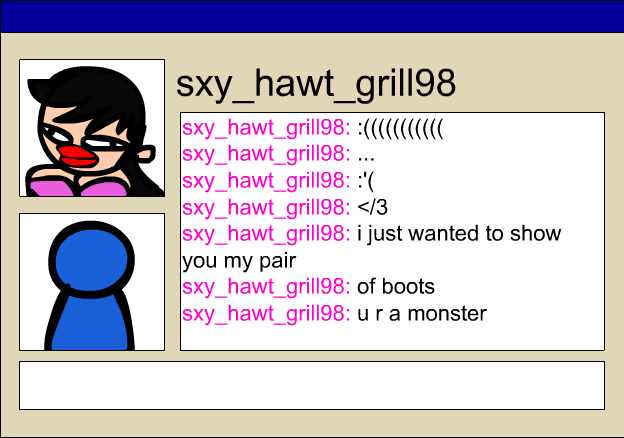 sxy_hawt_grill98
sxy_hawt_grill98: :(((((((((((
sxy_hawt_grill98: ...
sxy_hawt_grill98: :'(
sxy_hawt_grill98: </3
sxy_hawt_grill98: i just wanted to show
you my pair
sxy_hawt_grill98: of boots
sxy_hawt_grill98: u r a monster